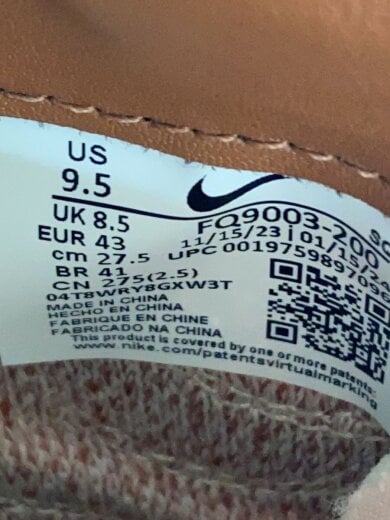 US
9.5
UK 8.5
EUR 43
cm 27.5
BR 41
CN 275(2.5)
04T8WRY8GXW3T
MADE IN CHINA
HECHO EN CHINA
FABRIQUE EN CHINE
FABRICADO NA CHINA
FQ9003-200
11/15/23 | 01/15/24
UPC 00197598970
This product is covered by one or more patents:
www.nike.com/patentsvirtualmarking